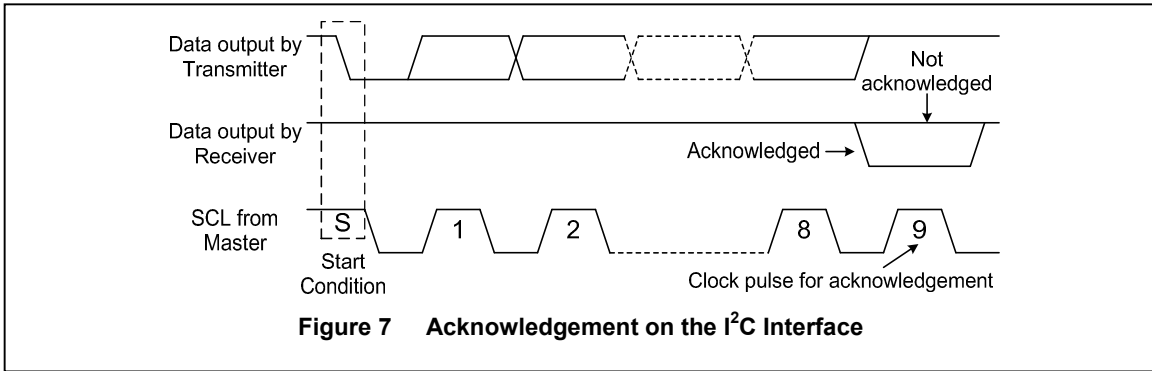 Data output by
Transmitter
Not
acknowledged
Data output by
Receiver
Acknowledged
SCL from
Master
S
1
2
8
9
Start
Condition
Clock pulse for acknowledgement
Figure 7 Acknowledgement on the I²C Interface